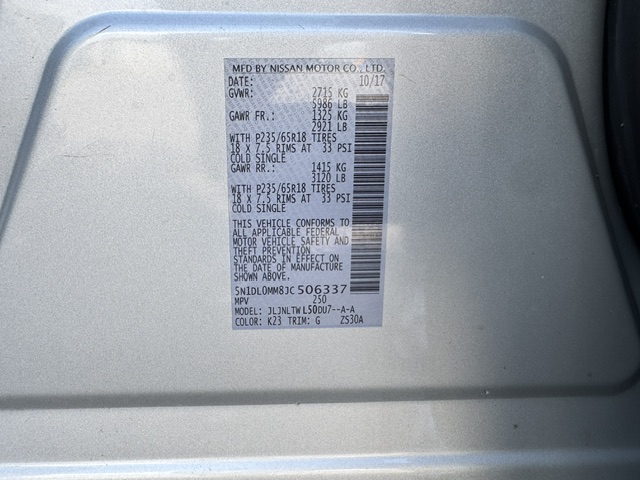 MFD BY NISSAN MOTOR CO., LTD.
DATE: 10/17
GVWR: 2715 KG
5986 LB
GAWR FR.: 1325 KG
2921 LB
WITH P235/65R18 TIRES
18 X 7.5 RIMS AT 33 PSI
COLD SINGLE
GAWR RR.: 1415 KG
3120 LB
WITH P235/65R18 TIRES
18 X 7.5 RIMS AT 33 PSI
COLD SINGLE
THIS VEHICLE CONFORMS TO
ALL APPLICABLE FEDERAL
MOTOR VEHICLE SAFETY AND
THEFT PREVENTION
STANDARDS IN EFFECT ON
THE DATE OF MANUFACTURE
SHOWN ABOVE.
5N1DL0MM8JC506337
MPV 250
MODEL: JLJNLTWL50DU7--A-A
COLOR: K23 TRIM: G ZS30A